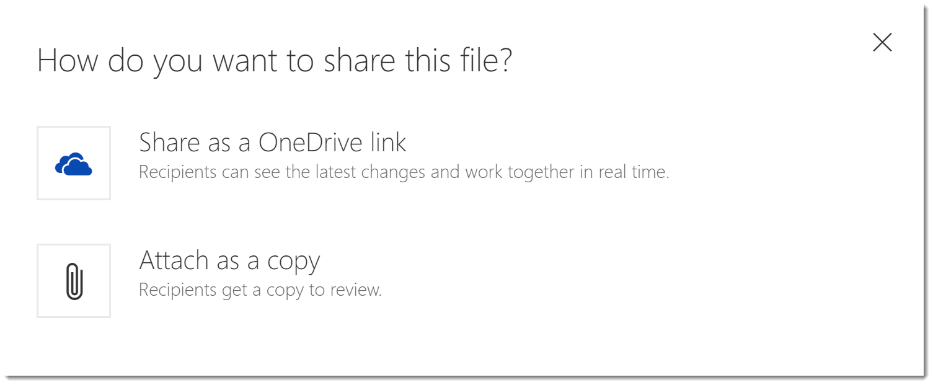 How do you want to share this file?
Share as a OneDrive link
Recipients can see the latest changes and work together in real time.
Attach as a copy
Recipients get a copy to review.